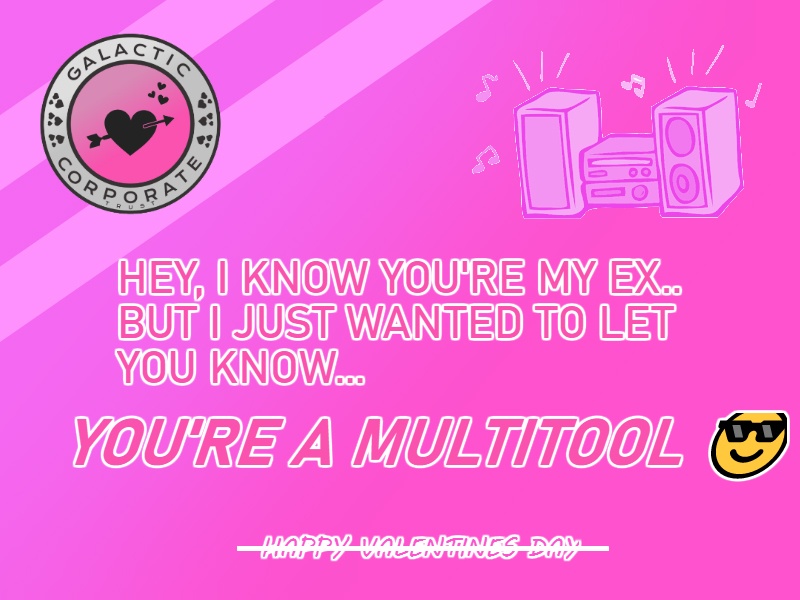 GALACTIC
CORPORATE
TRUST
HEY, I KNOW YOU'RE MY EX..
BUT I JUST WANTED TO LET
YOU KNOW...
YOU'RE A MULTITOOL
HAPPY VALENTINES DAY